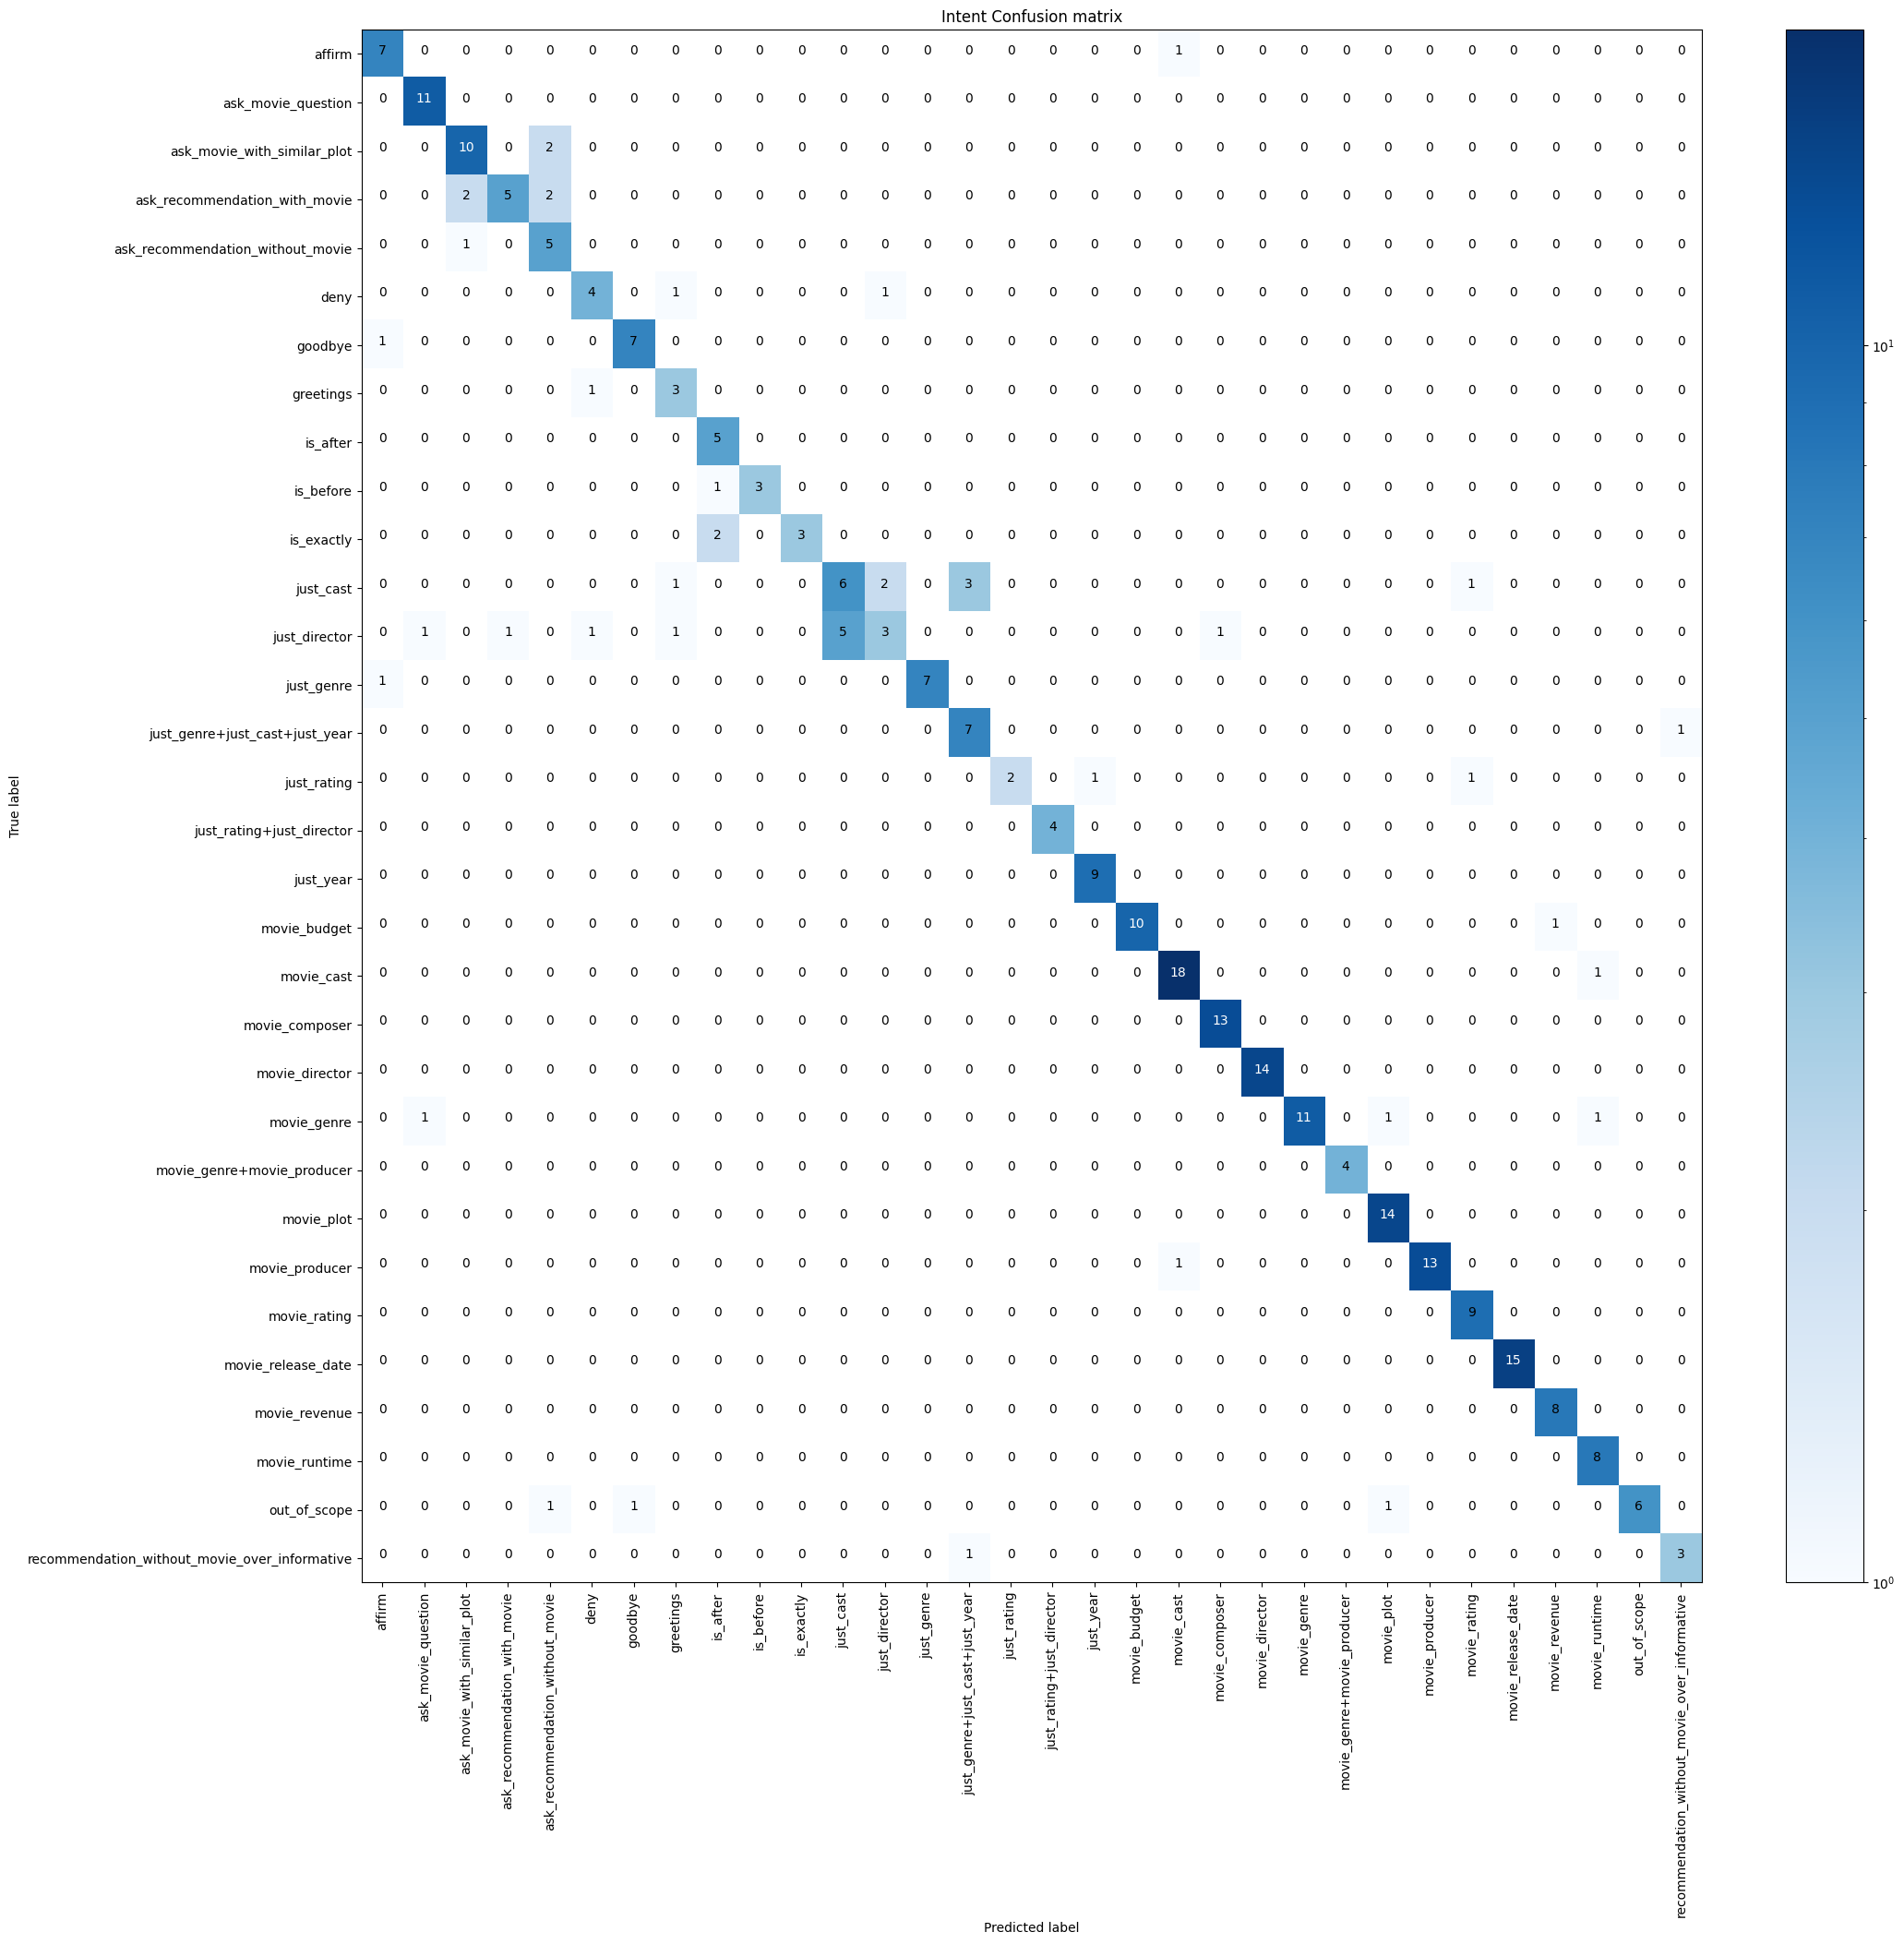 Intent Confusion matrix
affirm 7 0 0 0 0 0 0 0 0 0 0 0 0 0 0 0 0 0 0 1 0 0 0 0 0 0 0 0 0 0 0 0
ask_movie_question 0 11 0 0 0 0 0 0 0 0 0 0 0 0 0 0 0 0 0 0 0 0 0 0 0 0 0 0 0 0 0 0
ask_movie_with_similar_plot 0 0 10 0 2 0 0 0 0 0 0 0 0 0 0 0 0 0 0 0 0 0 0 0 0 0 0 0 0 0 0 0
ask_recommendation_with_movie 0 0 2 5 2 0 0 0 0 0 0 0 0 0 0 0 0 0 0 0 0 0 0 0 0 0 0 0 0 0 0 0
ask_recommendation_without_movie 0 0 1 0 5 0 0 0 0 0 0 0 0 0 0 0 0 0 0 0 0 0 0 0 0 0 0 0 0 0 0 0
deny 0 0 0 0 0 4 0 1 0 0 0 0 1 0 0 0 0 0 0 0 0 0 0 0 0 0 0 0 0 0 0 0
goodbye 1 0 0 0 0 0 7 0 0 0 0 0 0 0 0 0 0 0 0 0 0 0 0 0 0 0 0 0 0 0 0 0
10¹
greetings 0 0 0 0 0 1 0 3 0 0 0 0 0 0 0 0 0 0 0 0 0 0 0 0 0 0 0 0 0 0 0 0
is_after 0 0 0 0 0 0 0 0 5 0 0 0 0 0 0 0 0 0 0 0 0 0 0 0 0 0 0 0 0 0 0 0
is_before 0 0 0 0 0 0 0 0 1 3 0 0 0 0 0 0 0 0 0 0 0 0 0 0 0 0 0 0 0 0 0 0
is_exactly 0 0 0 0 0 0 0 0 2 0 3 0 0 0 0 0 0 0 0 0 0 0 0 0 0 0 0 0 0 0 0 0
just_cast 0 0 0 0 0 0 0 1 0 0 0 6 2 0 3 0 0 0 0 0 0 0 0 0 0 0 1 0 0 0 0 0
just_director 0 1 0 1 0 1 0 1 0 0 0 5 3 0 0 0 0 0 0 0 1 0 0 0 0 0 0 0 0 0 0 0
just_genre 1 0 0 0 0 0 0 0 0 0 0 0 0 7 0 0 0 0 0 0 0 0 0 0 0 0 0 0 0 0 0 0
just_genre+just_cast+just_year 0 0 0 0 0 0 0 0 0 0 0 0 0 0 7 0 0 0 0 0 0 0 0 0 0 0 0 0 0 0 0 1
just_rating 0 0 0 0 0 0 0 0 0 0 0 0 0 0 0 2 0 1 0 0 0 0 0 0 0 0 1 0 0 0 0 0
True label
just_rating+just_director 0 0 0 0 0 0 0 0 0 0 0 0 0 0 0 0 4 0 0 0 0 0 0 0 0 0 0 0 0 0 0 0
just_year 0 0 0 0 0 0 0 0 0 0 0 0 0 0 0 0 0 9 0 0 0 0 0 0 0 0 0 0 0 0 0 0
movie_budget 0 0 0 0 0 0 0 0 0 0 0 0 0 0 0 0 0 0 10 0 0 0 0 0 0 0 0 0 1 0 0 0
movie_cast 0 0 0 0 0 0 0 0 0 0 0 0 0 0 0 0 0 0 0 18 0 0 0 0 0 0 0 0 0 1 0 0
movie_composer 0 0 0 0 0 0 0 0 0 0 0 0 0 0 0 0 0 0 0 0 13 0 0 0 0 0 0 0 0 0 0 0
movie_director 0 0 0 0 0 0 0 0 0 0 0 0 0 0 0 0 0 0 0 0 0 14 0 0 0 0 0 0 0 0 0 0
movie_genre 0 1 0 0 0 0 0 0 0 0 0 0 0 0 0 0 0 0 0 0 0 0 11 0 1 0 0 0 0 1 0 0
movie_genre+movie_producer 0 0 0 0 0 0 0 0 0 0 0 0 0 0 0 0 0 0 0 0 0 0 0 4 0 0 0 0 0 0 0 0
movie_plot 0 0 0 0 0 0 0 0 0 0 0 0 0 0 0 0 0 0 0 0 0 0 0 0 14 0 0 0 0 0 0 0
movie_producer 0 0 0 0 0 0 0 0 0 0 0 0 0 0 0 0 0 0 0 1 0 0 0 0 0 13 0 0 0 0 0 0
movie_rating 0 0 0 0 0 0 0 0 0 0 0 0 0 0 0 0 0 0 0 0 0 0 0 0 0 0 9 0 0 0 0 0
movie_release_date 0 0 0 0 0 0 0 0 0 0 0 0 0 0 0 0 0 0 0 0 0 0 0 0 0 0 0 15 0 0 0 0
movie_revenue 0 0 0 0 0 0 0 0 0 0 0 0 0 0 0 0 0 0 0 0 0 0 0 0 0 0 0 0 8 0 0 0
movie_runtime 0 0 0 0 0 0 0 0 0 0 0 0 0 0 0 0 0 0 0 0 0 0 0 0 0 0 0 0 0 8 0 0
out_of_scope 0 0 0 0 1 0 1 0 0 0 0 0 0 0 0 0 0 0 0 0 0 0 0 0 1 0 0 0 0 0 6 0
recommendation_without_movie_over_informative 0 0 0 0 0 0 0 0 0 0 0 0 0 0 1 0 0 0 0 0 0 0 0 0 0 0 0 0 0 0 0 3
10⁰
affirm
ask_movie_question
ask_movie_with_similar_plot
ask_recommendation_with_movie
ask_recommendation_without_movie
deny
goodbye
greetings
is_after
is_before
is_exactly
just_cast
just_director
just_genre
just_genre+just_cast+just_year
just_rating
just_rating+just_director
just_year
movie_budget
movie_cast
movie_composer
movie_director
movie_genre
movie_genre+movie_producer
movie_plot
movie_producer
movie_rating
movie_release_date
movie_revenue
movie_runtime
out_of_scope
recommendation_without_movie_over_informative
Predicted label